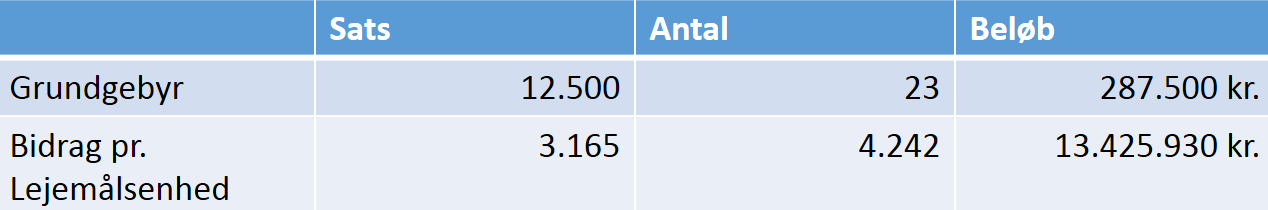 Sats Antal Beløb
Grundgebyr 12.500 23 287.500 kr.
Bidrag pr. 3.165 4.242 13.425.930 kr.
Lejemålsenhed